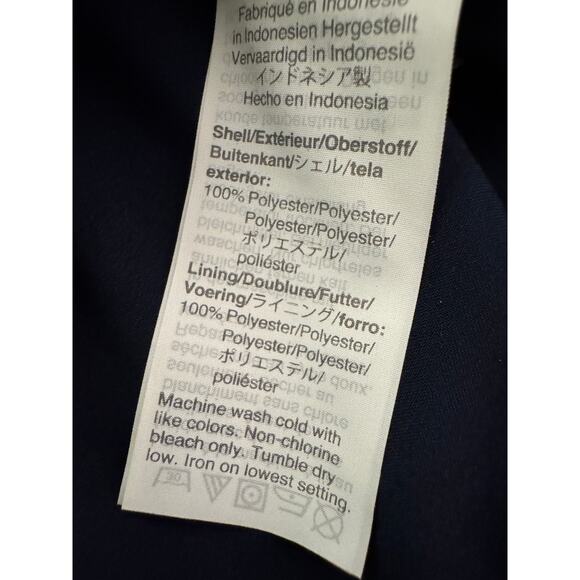 Fabriqué en Indonésie
in Indonesien Hergestellt
Vervaardigd in Indonesië
インドネシア製
Hecho en Indonesia
Shell/Extérieur/Oberstoff/
Buitenkant/シェル/tela
exterior:
100% Polyester/Polyester/
Polyester/Polyester/
ポリエステル/
poliéster
Lining/Doublure/Futter/
Voering/ライニング/forro:
100% Polyester/Polyester/
Polyester/Polyester/
ポリエステル/
poliéster
Machine wash cold with
like colors. Non-chlorine
bleach only. Tumble dry
low. Iron on lowest setting.